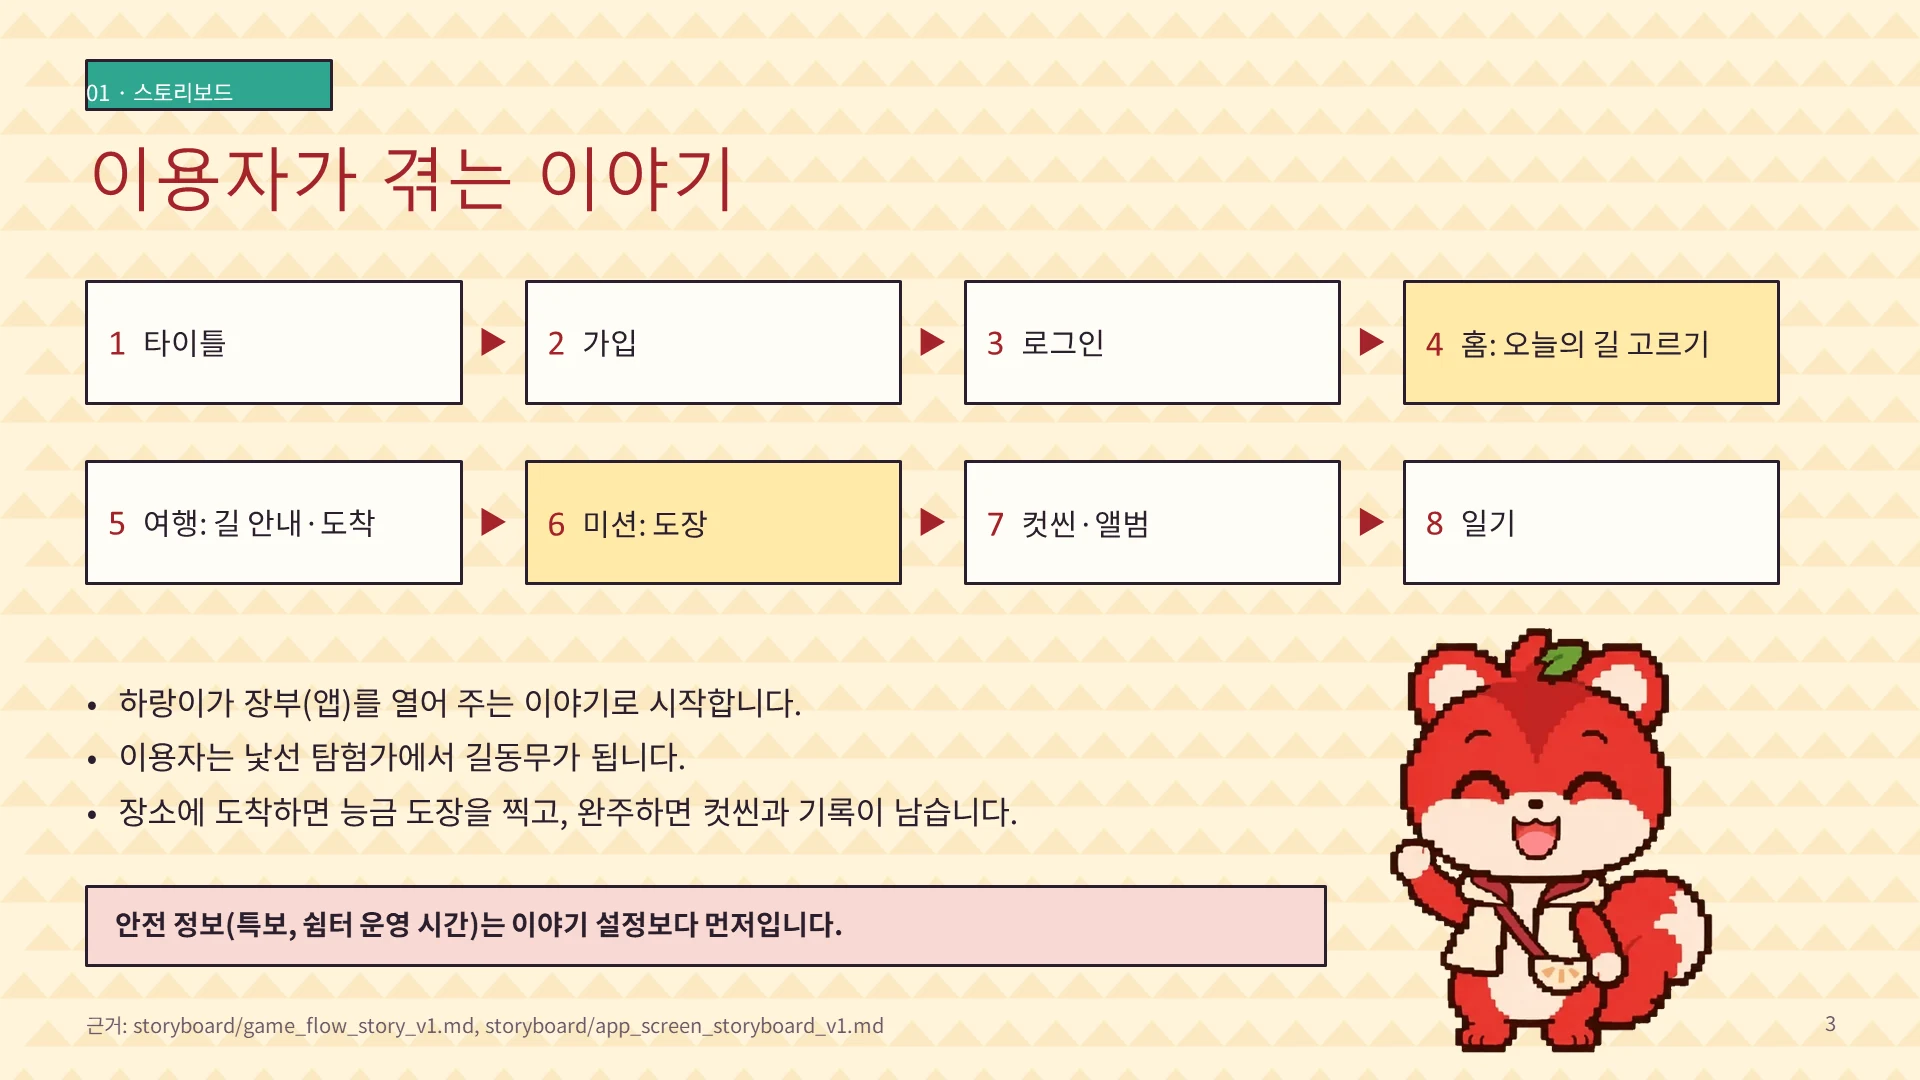 01 · 스토리보드
이용자가 겪는 이야기
1 타이틀
2 가입
3 로그인
4 홈: 오늘의 길 고르기
5 여행: 길 안내·도착
6 미션: 도장
7 컷씬·앨범
8 일기
• 하랑이가 장부(앱)를 열어 주는 이야기로 시작합니다.
• 이용자는 낯선 탐험가에서 길동무가 됩니다.
• 장소에 도착하면 능금 도장을 찍고, 완주하면 컷씬과 기록이 남습니다.
안전 정보(특보, 쉼터 운영 시간)는 이야기 설정보다 먼저입니다.
근거: storyboard/game_flow_story_v1.md, storyboard/app_screen_storyboard_v1.md
3